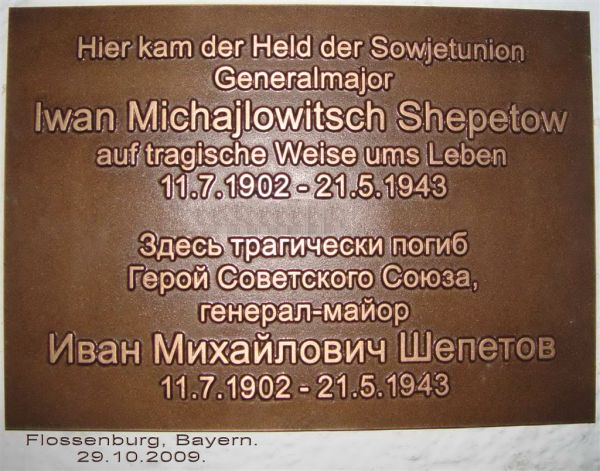 Hier kam der Held der Sowjetunion
Generalmajor
Iwan Michajlowitsch Shepetow
auf tragische Weise ums Leben
11.7.1902 - 21.5.1943
Здесь трагически погиб
Герой Советского Союза,
генерал-майор
Иван Михайлович Шепетов
11.7.1902 - 21.5.1943
Flossenburg, Bayern.
29.10.2009.